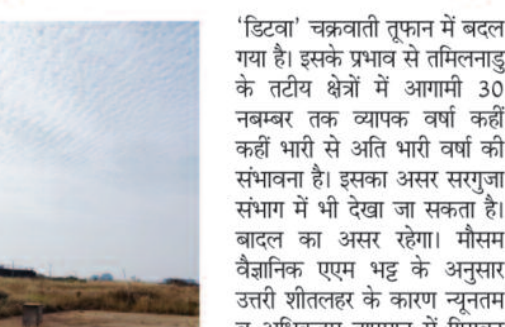 ‘डिटवा’ चक्रवाती तूफान में बदल
गया है। इसके प्रभाव से तमिलनाडु
के तटीय क्षेत्रों में आगामी 30
नबम्बर तक व्यापक वर्षा कहीं
कहीं भारी से अति भारी वर्षा की
संभावना है। इसका असर सरगुजा
संभाग में भी देखा जा सकता है।
बादल का असर रहेगा। मौसम
वैज्ञानिक एएम भट्ट के अनुसार
उत्तरी शीतलहर के कारण न्यूनतम